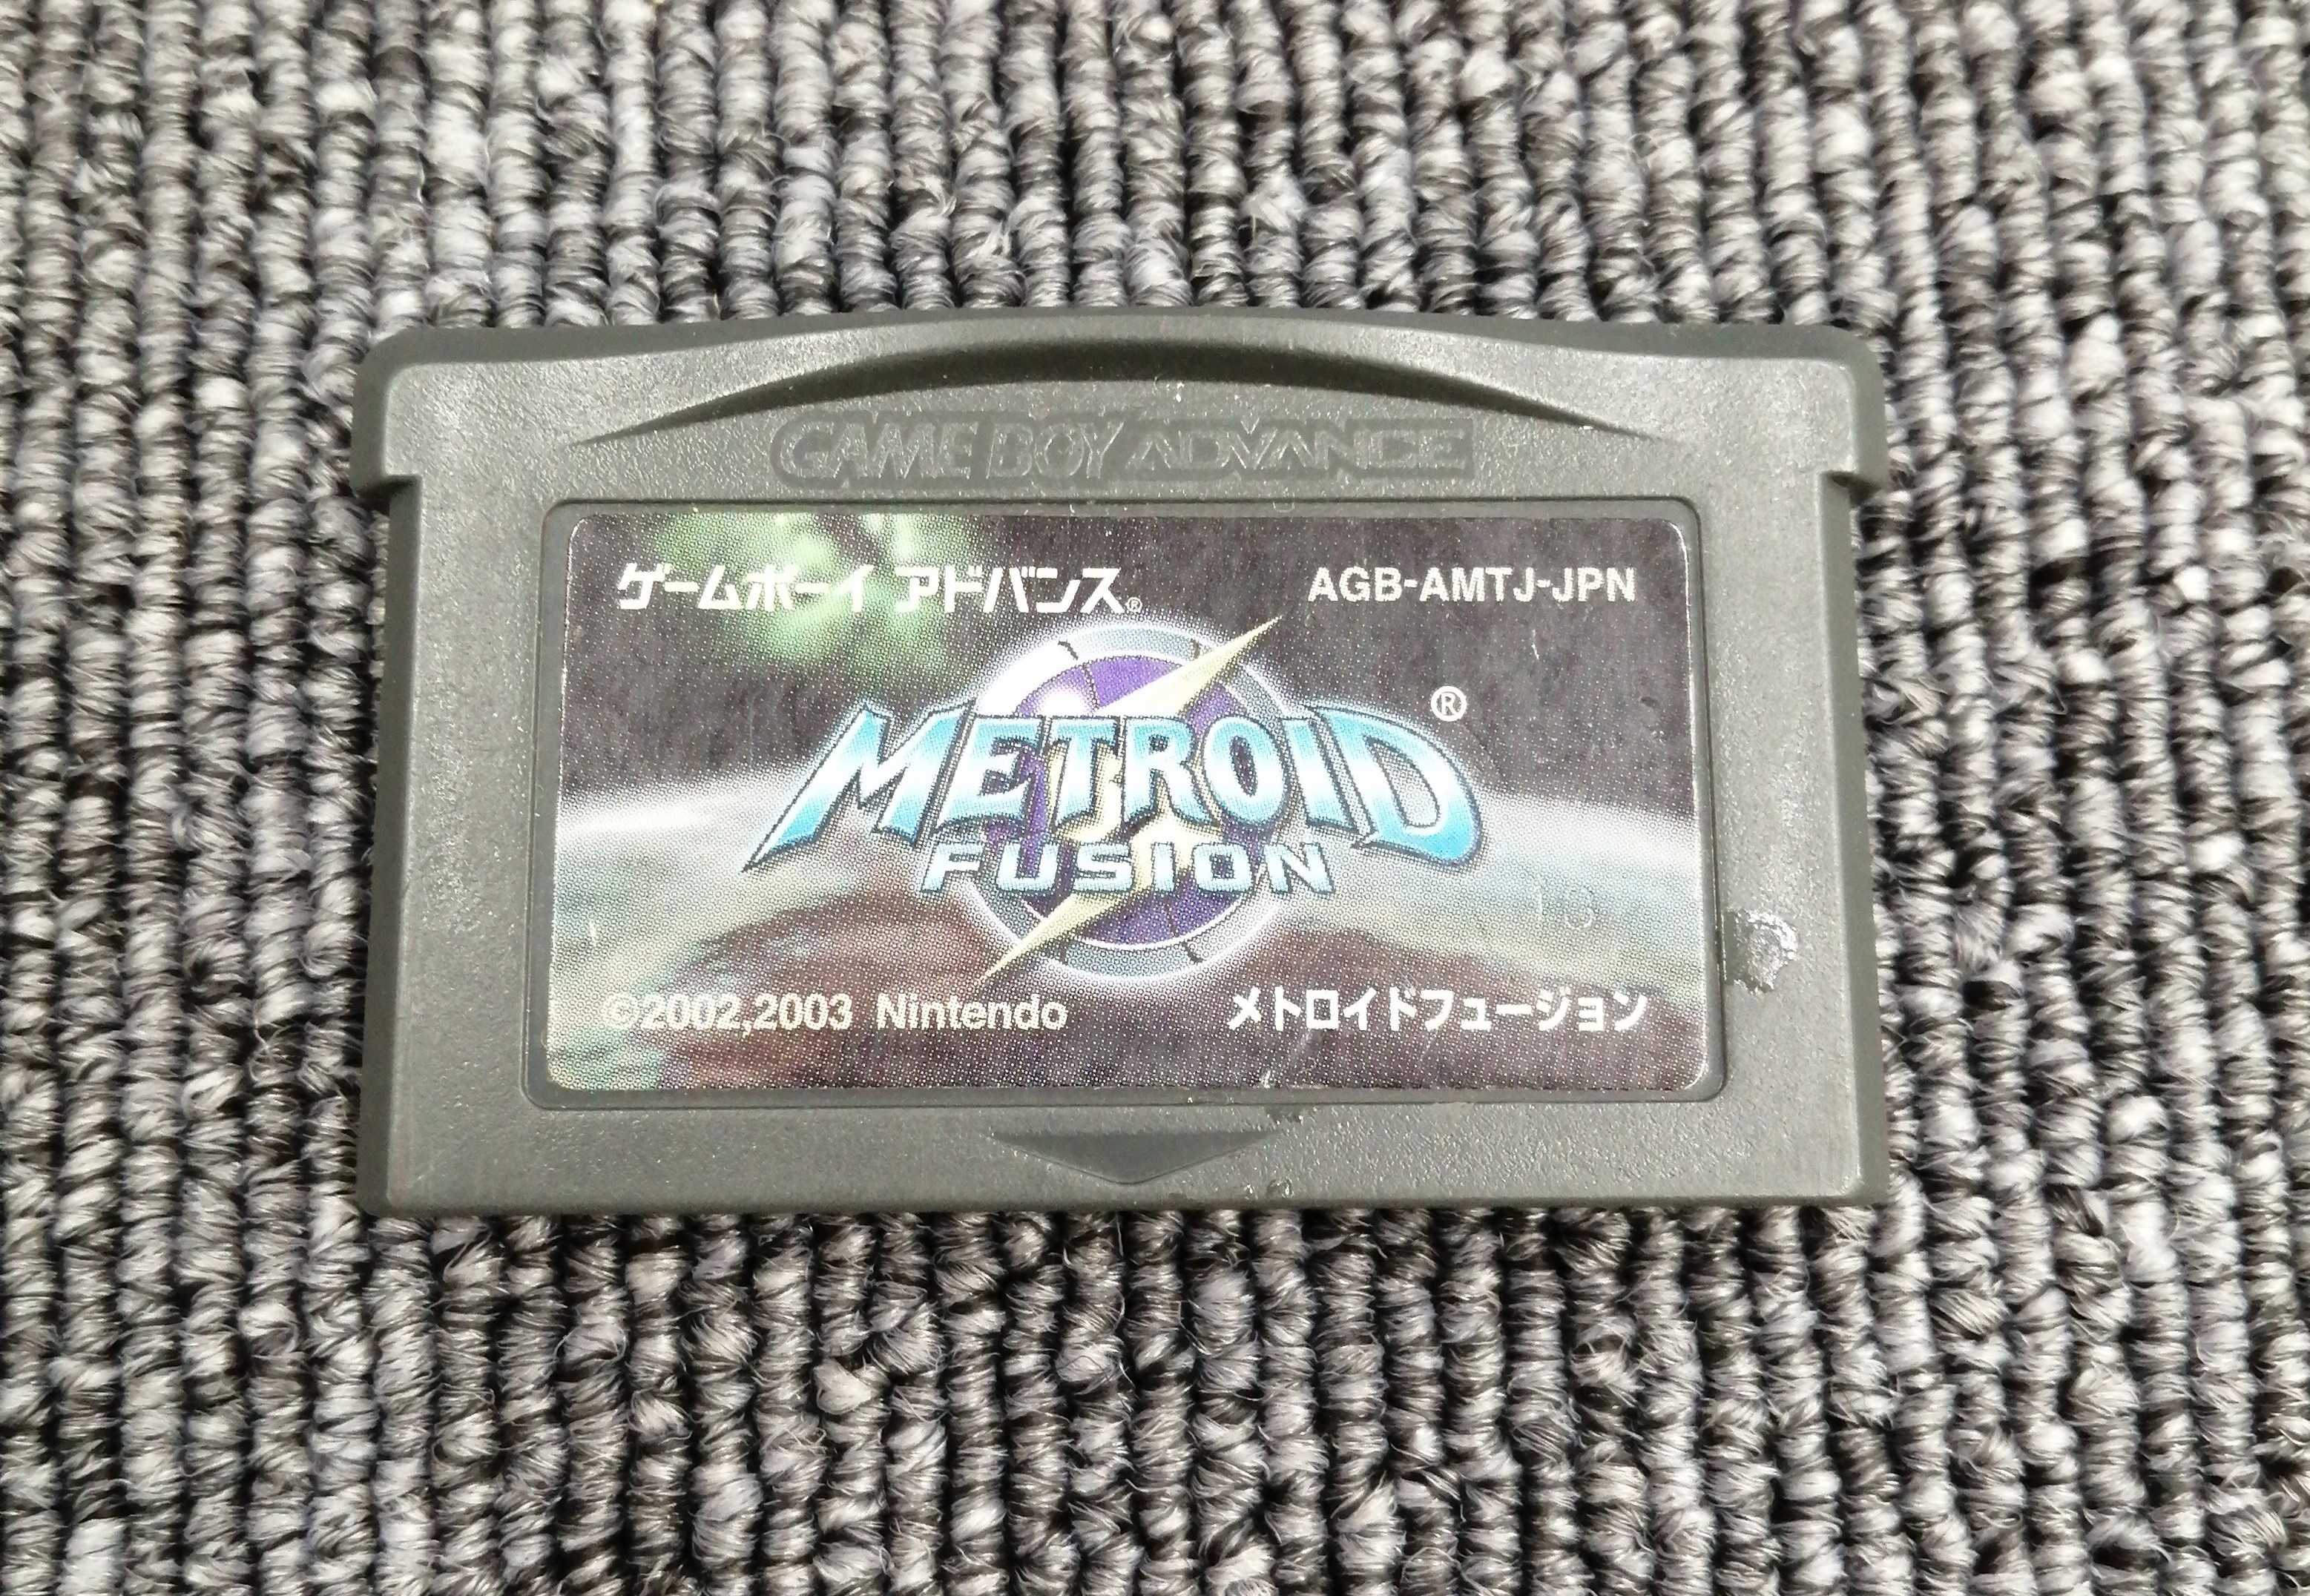 GAME BOY ADVANCE
ゲームボーイ アドバンス®
AGB-AMTJ-JPN
METROID®
FUSION
13
©2002,2003 Nintendo
メトロイドフュージョン